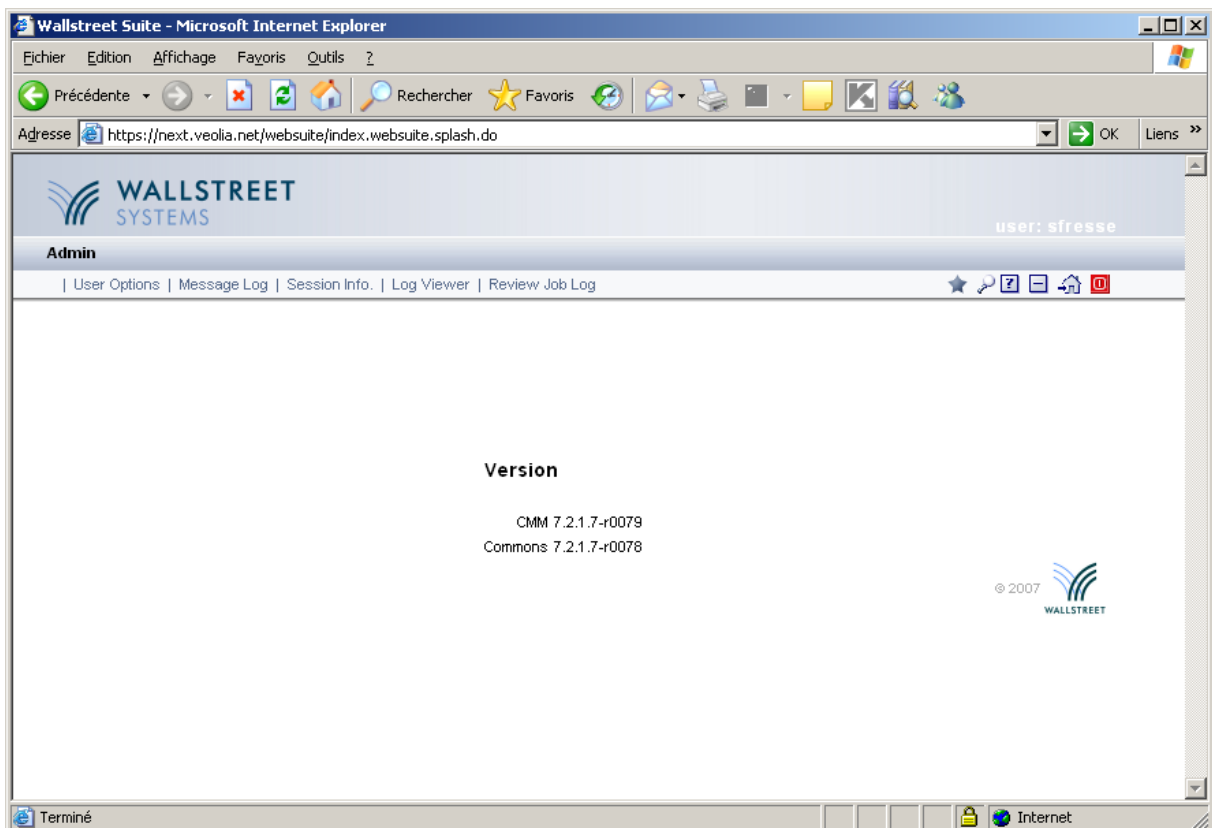 Wallstreet Suite - Microsoft Internet Explorer
Fichier Edition Affichage Favoris Outils ?
Précédente Rechercher Favoris
Adresse https://next.veolia.net/websuite/index.websuite.splash.do OK Liens »
WALLSTREET
SYSTEMS
user: sfresse
Admin
| User Options | Message Log | Session Info. | Log Viewer | Review Job Log
Version
CMM 7.2.1.7-r0079
Commons 7.2.1.7-r0078
© 2007
WALLSTREET
Terminé Internet